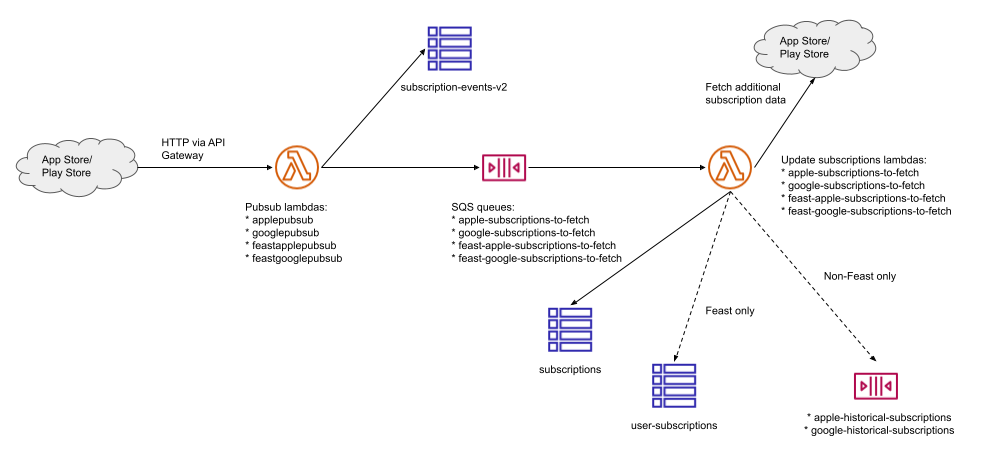 App Store/
Play Store
HTTP via API
Gateway
subscription-events-v2
Pubsub lambdas:
* applepubsub
* googlepubsub
* feastapplepubsub
* feastgooglepubsub
SQS queues:
* apple-subscriptions-to-fetch
* google-subscriptions-to-fetch
* feast-apple-subscriptions-to-fetch
* feast-google-subscriptions-to-fetch
App Store/
Play Store
Fetch additional
subscription data
Update subscriptions lambdas:
* apple-subscriptions-to-fetch
* google-subscriptions-to-fetch
* feast-apple-subscriptions-to-fetch
* feast-google-subscriptions-to-fetch
Non-Feast only
Feast only
subscriptions
user-subscriptions
* apple-historical-subscriptions
* google-historical-subscriptions